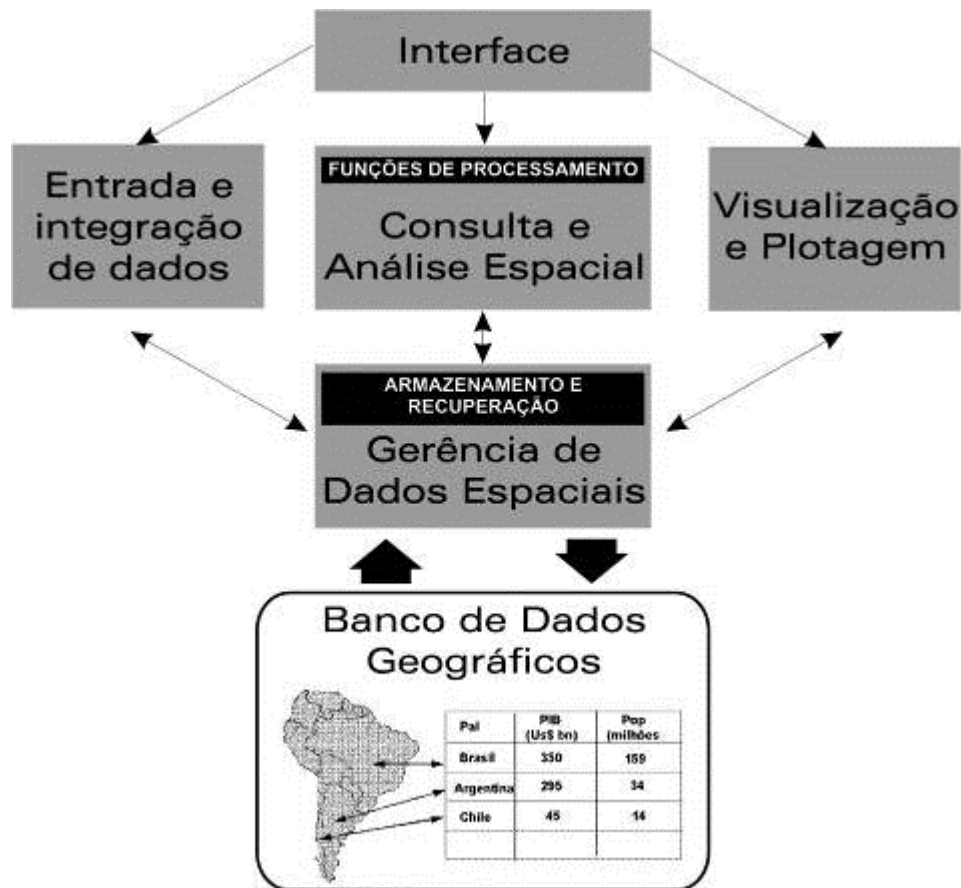 Interface
Entrada e
integração
de dados
FUNÇÕES DE PROCESSAMENTO
Consulta e
Análise Espacial
Visualização
e Plotagem
ARMAZENAMENTO E
RECUPERAÇÃO
Gerência de
Dados Espaciais
Banco de Dados
Geográficos
Pal PIB Pop
(Us$ bn) (milhões
Brasil 350 159
Argentina 295 34
Chile 45 14